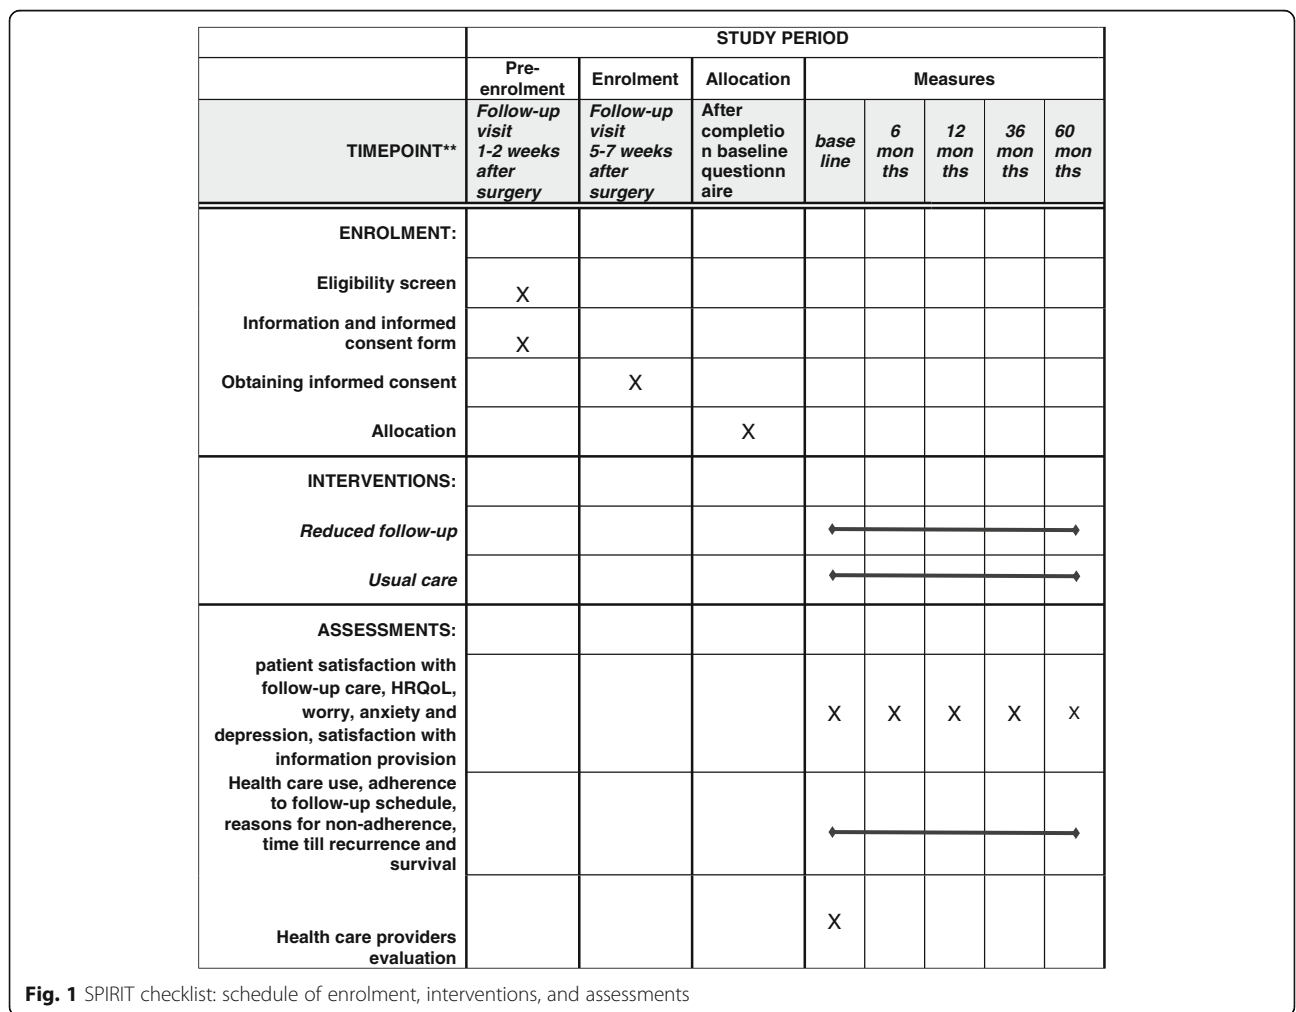 STUDY PERIOD
Pre-
enrolment
Enrolment
Allocation
Measures
TIMEPOINT**
Follow-up
visit
1-2 weeks
after
surgery
Follow-up
visit
5-7 weeks
after
surgery
After
completio
n baseline
questionn
aire
base
line
6
mon
ths
12
mon
ths
36
mon
ths
60
mon
ths
ENROLMENT:
Eligibility screen
X
Information and informed
consent form
X
Obtaining informed consent
X
Allocation
X
INTERVENTIONS:
Reduced follow-up
Usual care
ASSESSMENTS:
patient satisfaction with
follow-up care, HRQoL,
worry, anxiety and
depression, satisfaction with
information provision
X X X X X
Health care use, adherence
to follow-up schedule,
reasons for non-adherence,
time till recurrence and
survival
Health care providers
evaluation
X
Fig. 1 SPIRIT checklist: schedule of enrolment, interventions, and assessments